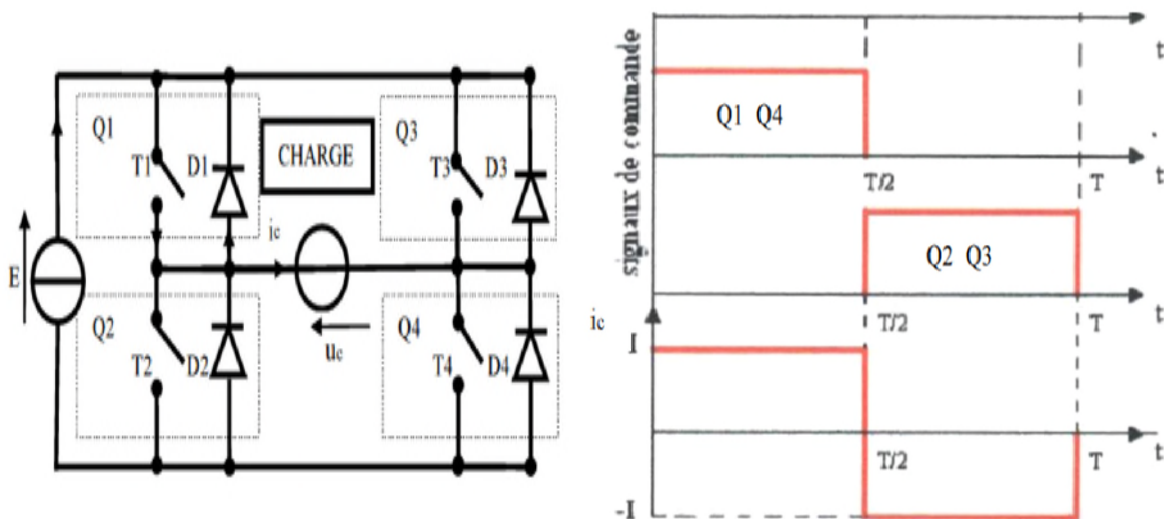 Q1
T1
D1
CHARGE
Q3
T3
D3
E
ic
uc
Q2
T2
D2
Q4
T4
D4
signaux de commande
t
Q1 Q4
T/2
T
t
Q2 Q3
T/2
T
t
ic
I
T/2
T
t
-I